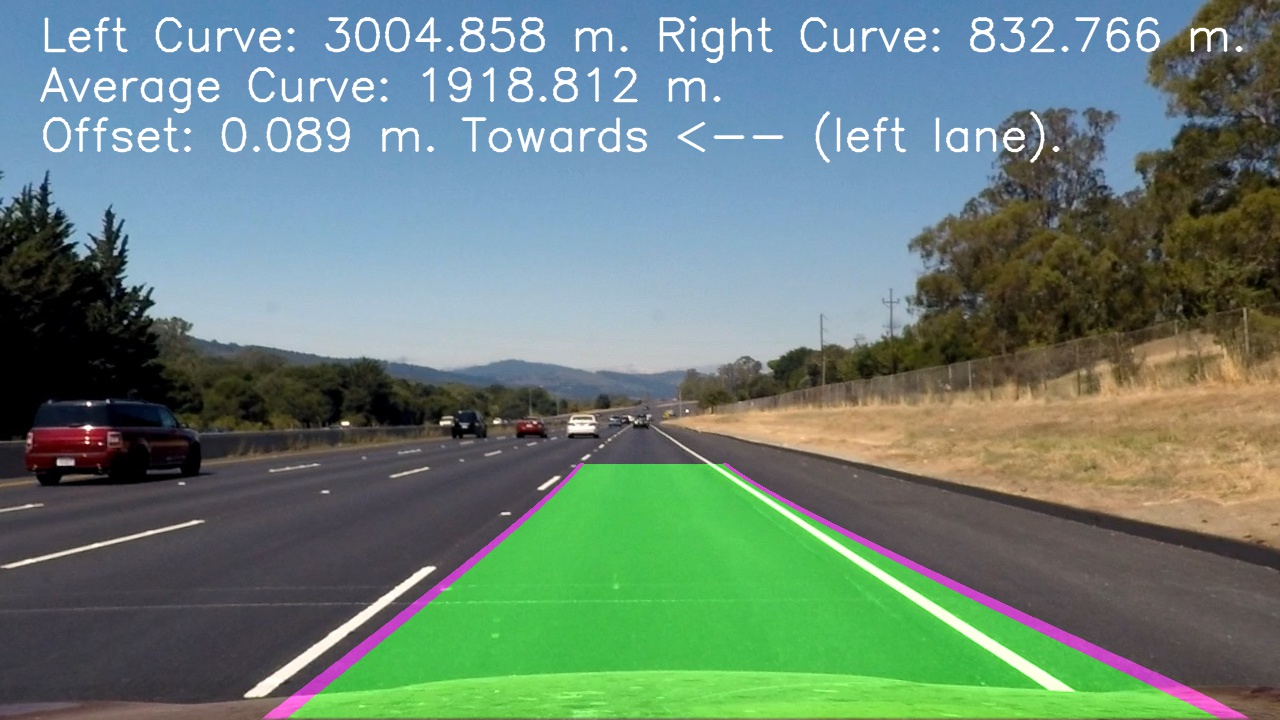 Left Curve: 3004.858 m. Right Curve: 832.766 m.
Average Curve: 1918.812 m.
Offset: 0.089 m. Towards <-- (left lane).